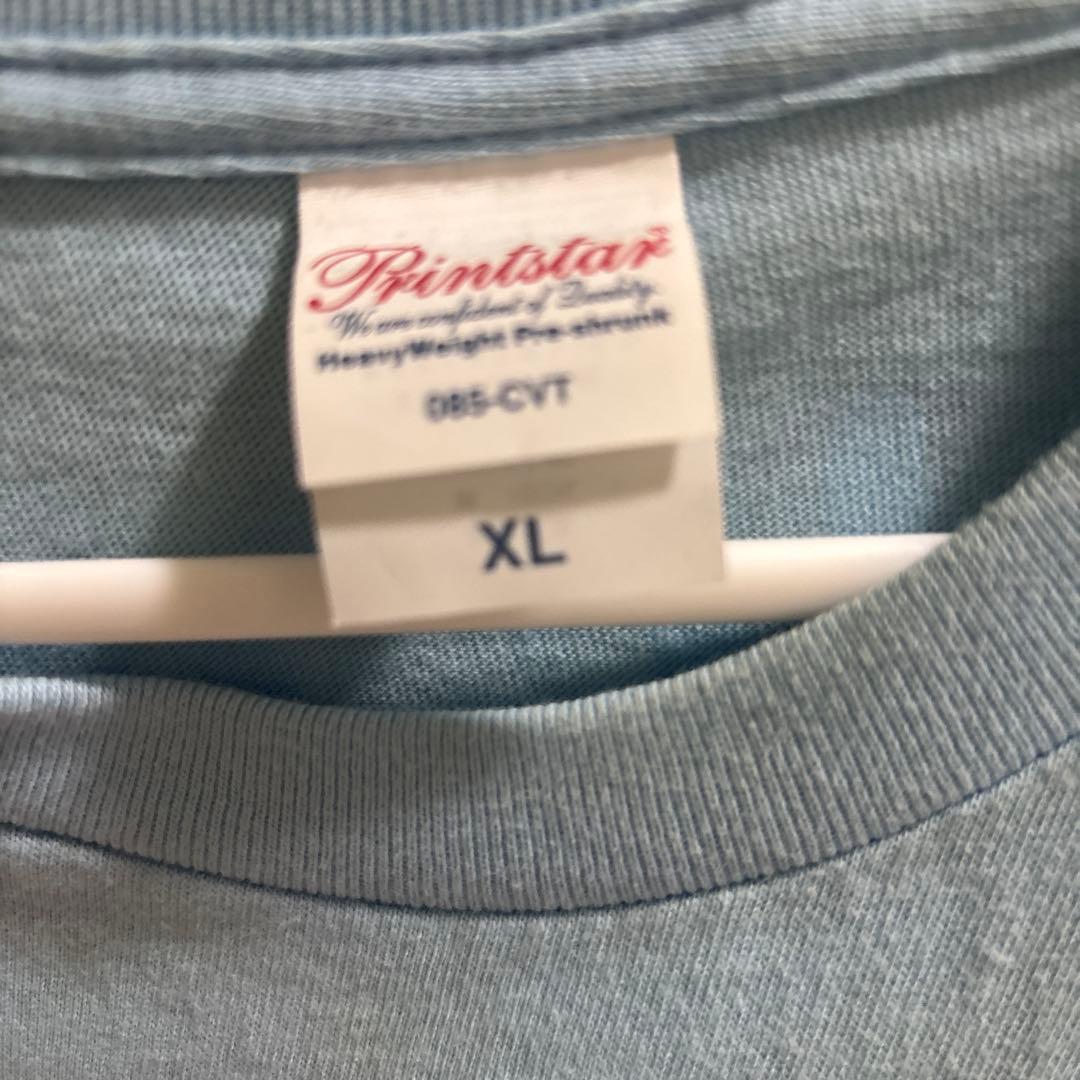 Printstar®
We are confident of Quality.
HeavyWeight Pre-shrunk
085-CVT
XL